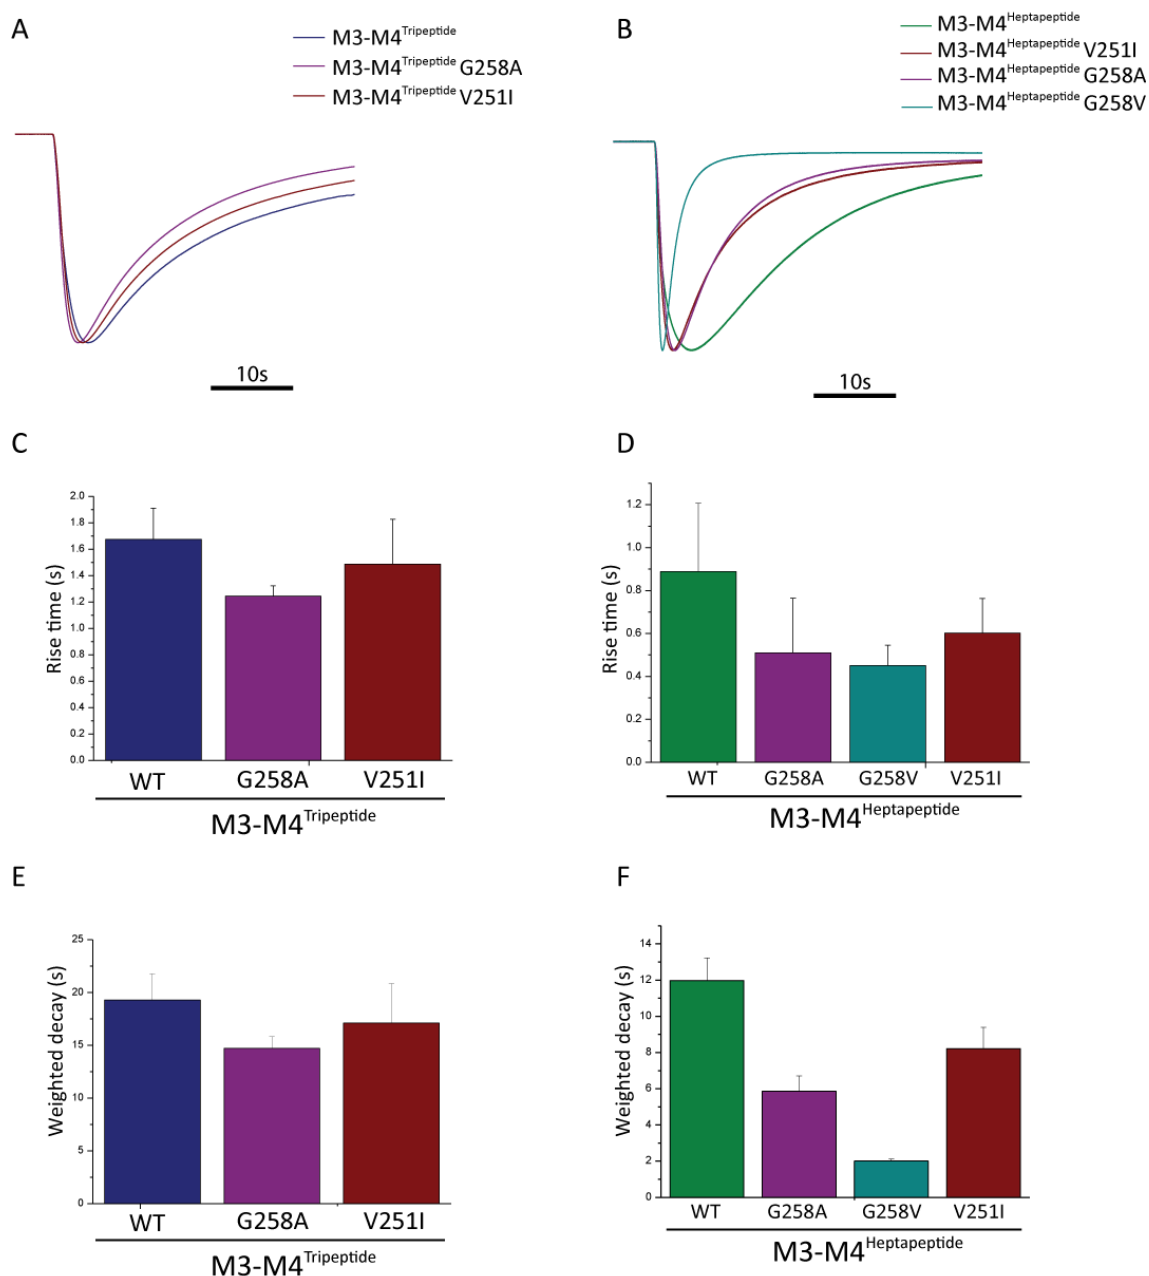 A
M3-M4Tripeptide
M3-M4Tripeptide G258A
M3-M4Tripeptide V251I
10s
B
M3-M4Heptapeptide
M3-M4Heptapeptide V251I
M3-M4Heptapeptide G258A
M3-M4Heptapeptide G258V
10s
C
Rise time (s)
2.0
1.8
1.6
1.4
1.2
1.0
0.8
0.6
0.4
0.2
0.0
WT G258A V251I
M3-M4Tripeptide
D
Rise time (s)
1.2
1.0
0.8
0.6
0.4
0.2
0.0
WT G258A G258V V251I
M3-M4Heptapeptide
E
Weighted decay (s)
25
20
15
10
5
0
WT G258A V251I
M3-M4Tripeptide
F
Weighted decay (s)
14
12
10
8
6
4
2
0
WT G258A G258V V251I
M3-M4Heptapeptide